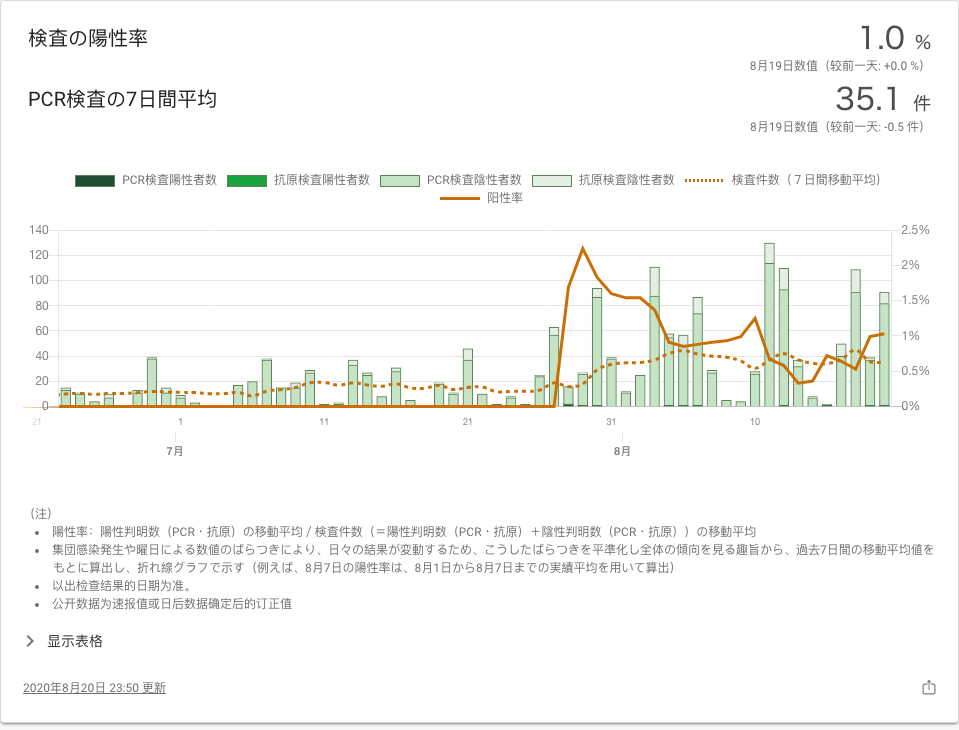 検査の陽性率
1.0 %
8月19日数值（较前一天: +0.0 %）
PCR検査の7日間平均
35.1 件
8月19日数值（较前一天: -0.5 件）
PCR検査陽性者数 抗原検査陽性者数 PCR検査陰性者数 抗原検査陰性者数 検査件数（７日間移動平均）
阳性率
140 2.5%
120
2%
100
1.5%
80
60
1%
40
0.5%
20
0 0%
21 1 11 21 31 10
7月 8月
（注）
陽性率：陽性判明数（PCR・抗原）の移動平均 / 検査件数（＝陽性判明数（PCR・抗原）＋陰性判明数（PCR・抗原））の移動平均
集団感染発生や曜日による数値のばらつきにより、日々の結果が変動するため、こうしたばらつきを平準化し全体の傾向を見る趣旨から、過去7日間の移動平均値を
もとに算出し、折れ線グラフで示す（例えば、8月7日の陽性率は、8月1日から8月7日までの実績平均を用いて算出）
以出检查结果的日期为准。
公开数据为速报值或日后数据确定后的订正值
显示表格
2020年8月20日 23:50 更新